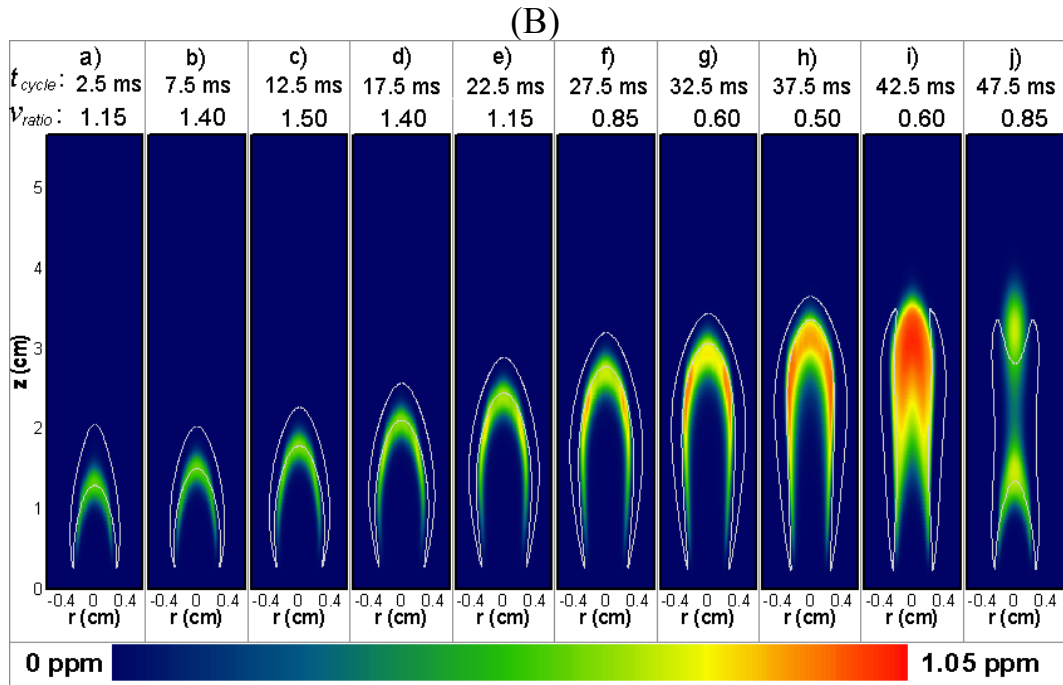 (B)
a) b) c) d) e) f) g) h) i) j)
t cycle: 2.5 ms 7.5 ms 12.5 ms 17.5 ms 22.5 ms 27.5 ms 32.5 ms 37.5 ms 42.5 ms 47.5 ms
v ratio: 1.15 1.40 1.50 1.40 1.15 0.85 0.60 0.50 0.60 0.85
5
4
3
z (cm)
2
1
0
-0.4 0 0.4 -0.4 0 0.4 -0.4 0 0.4 -0.4 0 0.4 -0.4 0 0.4 -0.4 0 0.4 -0.4 0 0.4 -0.4 0 0.4 -0.4 0 0.4 -0.4 0 0.4
r (cm) r (cm) r (cm) r (cm) r (cm) r (cm) r (cm) r (cm) r (cm) r (cm)
0 ppm 1.05 ppm